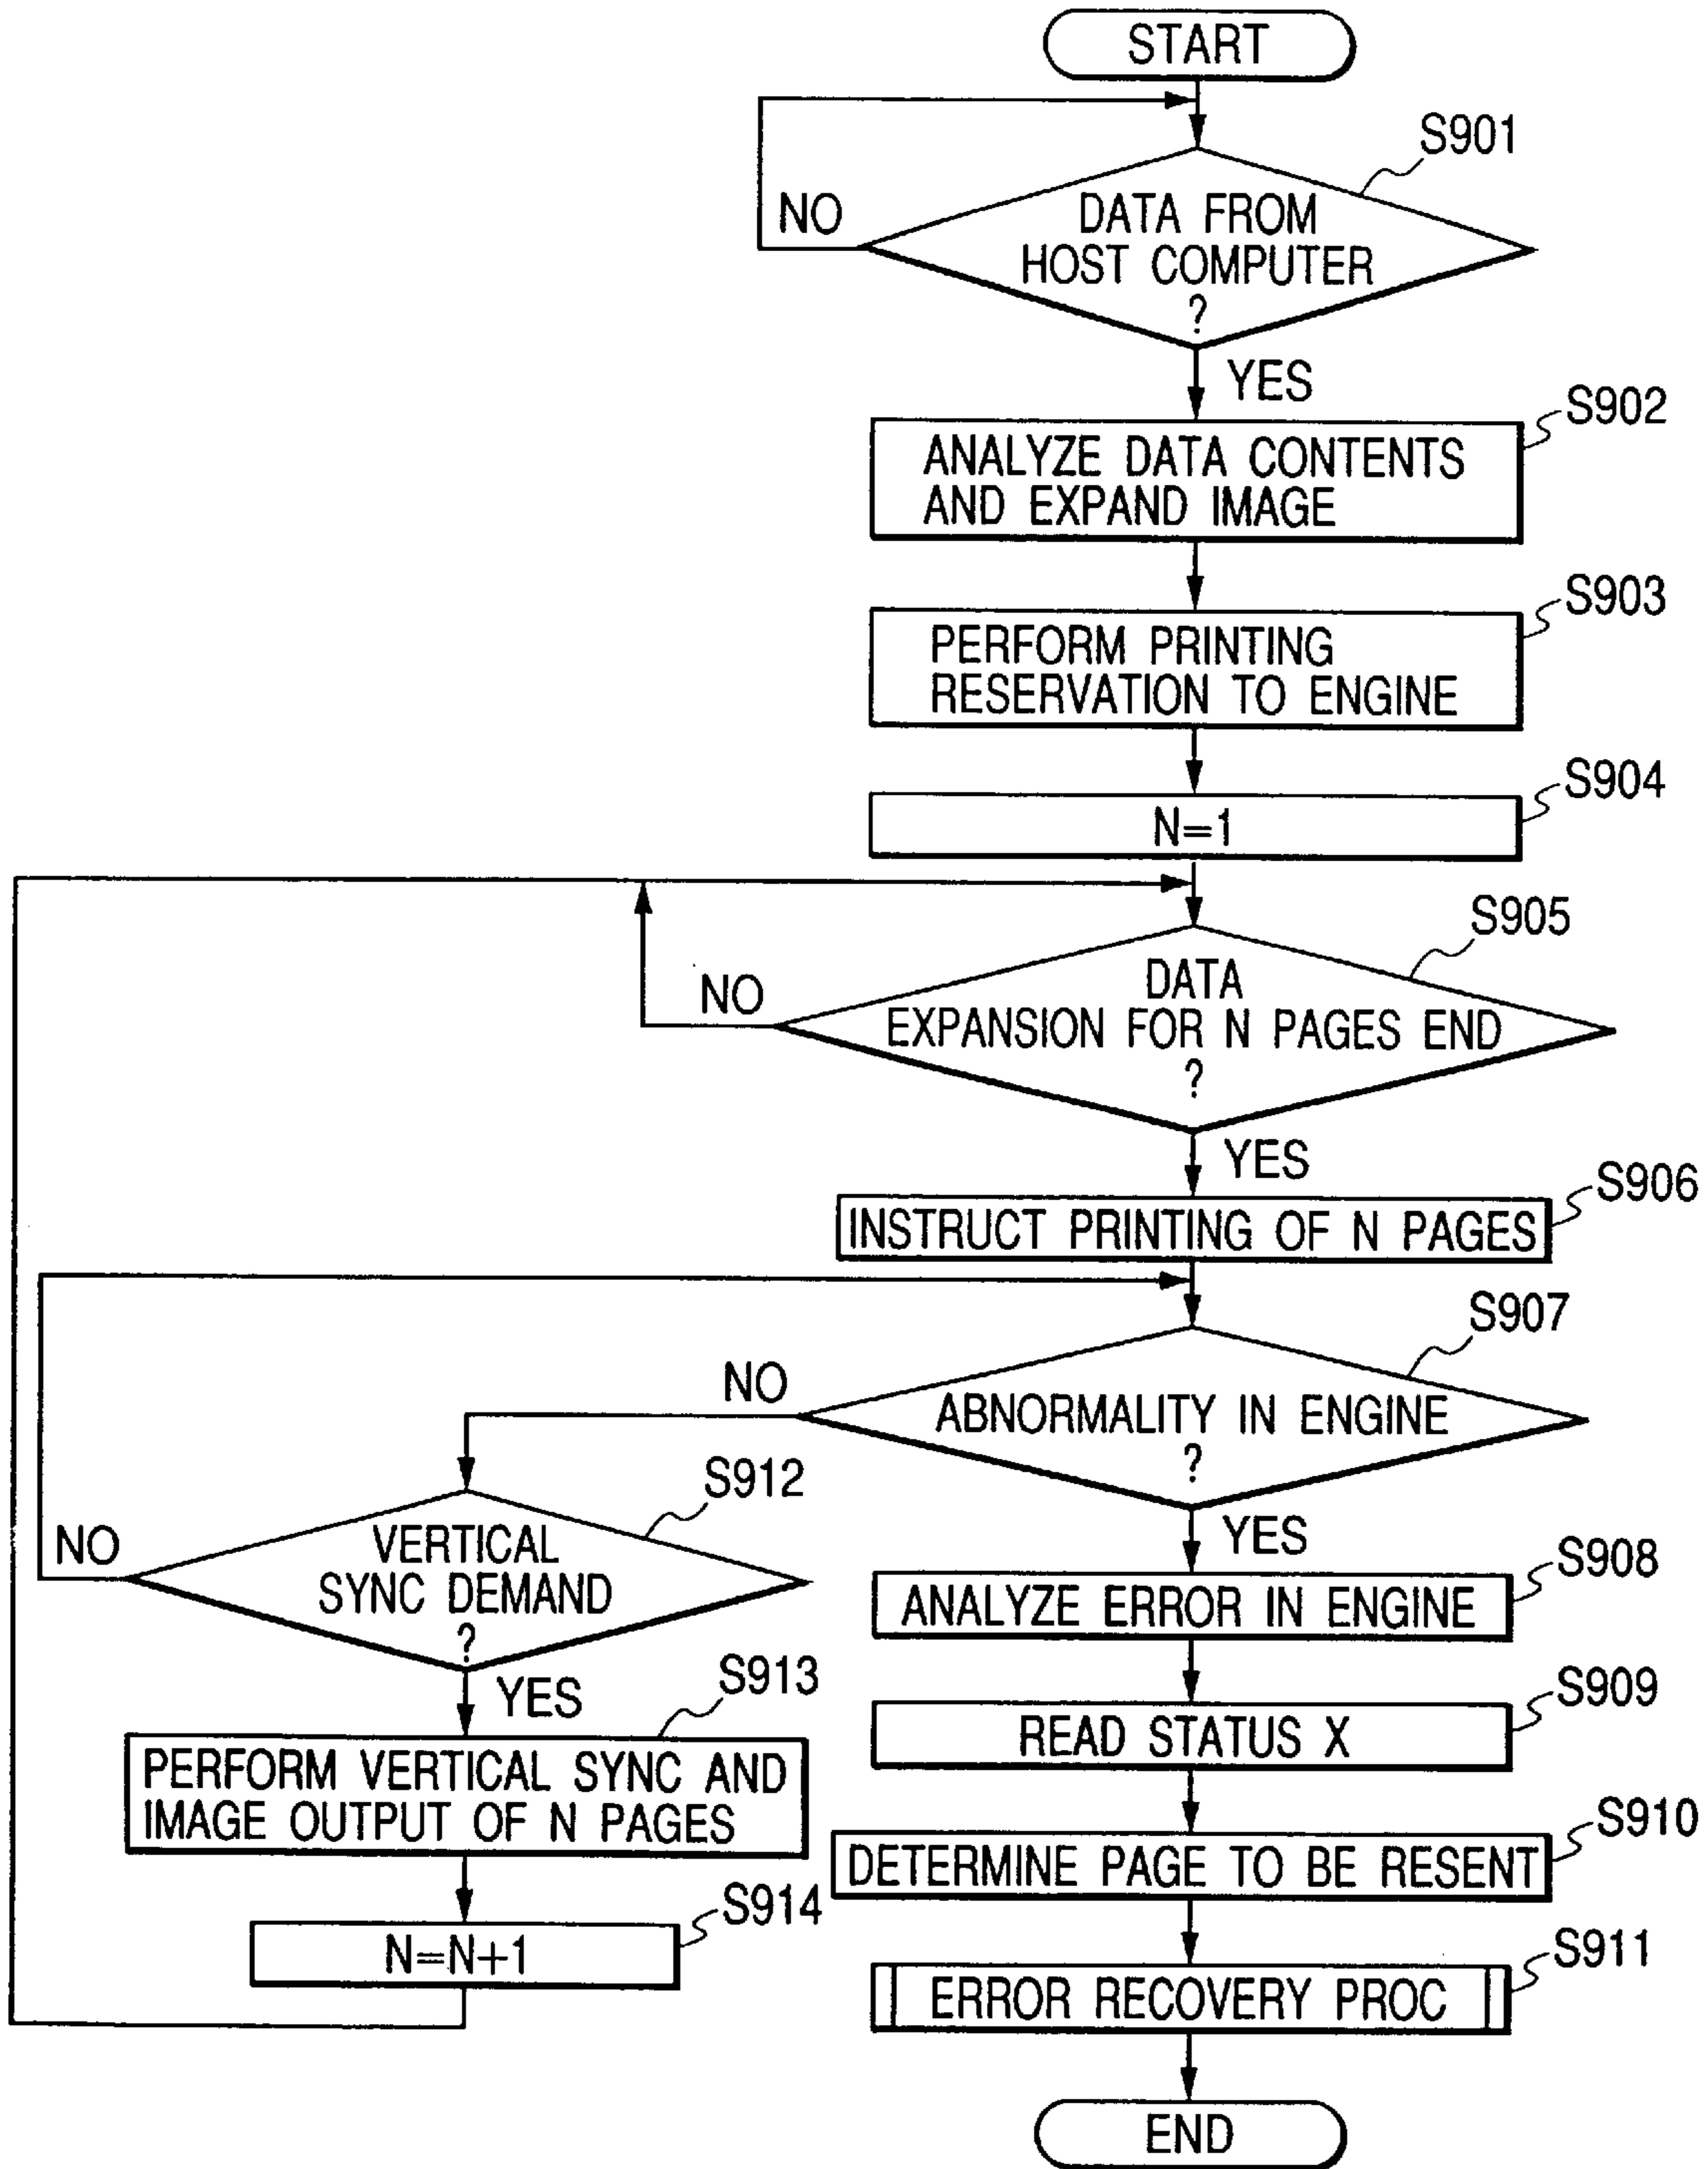 START
S901
NO
DATA FROM
HOST COMPUTER
?
YES
S902
ANALYZE DATA CONTENTS
AND EXPAND IMAGE
S903
PERFORM PRINTING
RESERVATION TO ENGINE
S904
N=1
S905
NO
DATA
EXPANSION FOR N PAGES END
?
YES
S906
INSTRUCT PRINTING OF N PAGES
S907
NO
ABNORMALITY IN ENGINE
?
YES
S908
ANALYZE ERROR IN ENGINE
S909
READ STATUS X
S910
DETERMINE PAGE TO BE RESENT
S911
ERROR RECOVERY PROC
END
S912
NO
VERTICAL
SYNC DEMAND
?
YES
S913
PERFORM VERTICAL SYNC AND
IMAGE OUTPUT OF N PAGES
S914
N=N+1